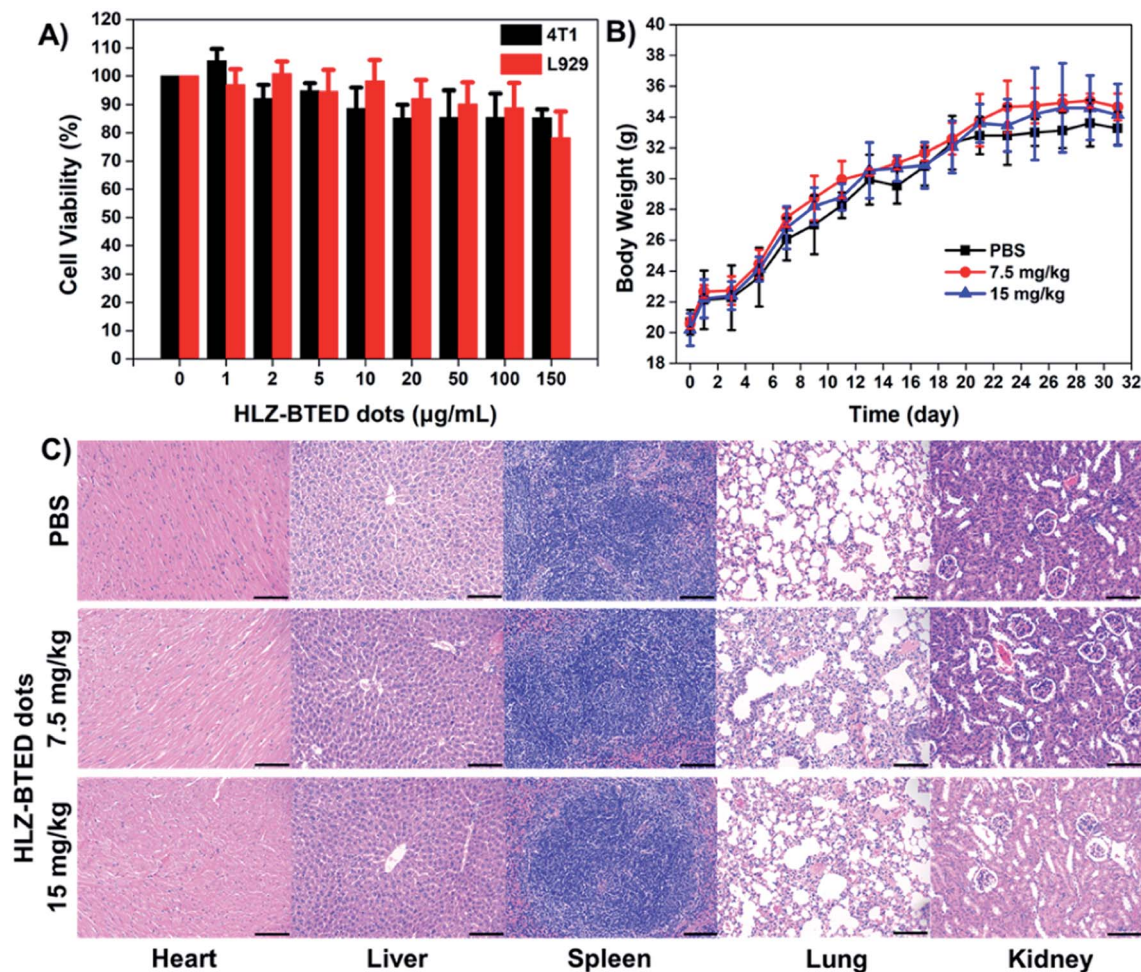 A)
4T1
L929
Cell Viability (%)
120
110
100
90
80
70
60
50
40
30
20
10
0
0 1 2 5 10 20 50 100 150
HLZ-BTED dots (µg/mL)
B)
Body Weight (g)
40
38
36
34
32
30
28
26
24
22
20
18
PBS
7.5 mg/kg
15 mg/kg
0 2 4 6 8 10 12 14 16 18 20 22 24 26 28 30 32
Time (day)
C)
PBS
HLZ-BTED dots
7.5 mg/kg
15 mg/kg
Heart Liver Spleen Lung Kidney